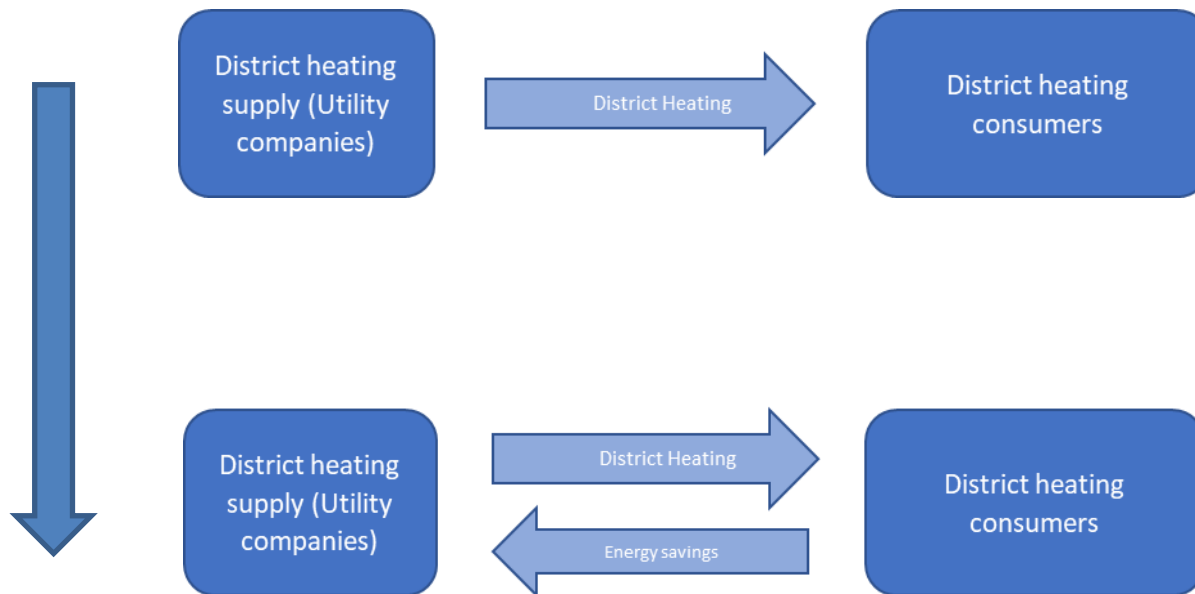 District heating
supply (Utility
companies)
District Heating
District heating
consumers
District heating
supply (Utility
companies)
District Heating
Energy savings
District heating
consumers